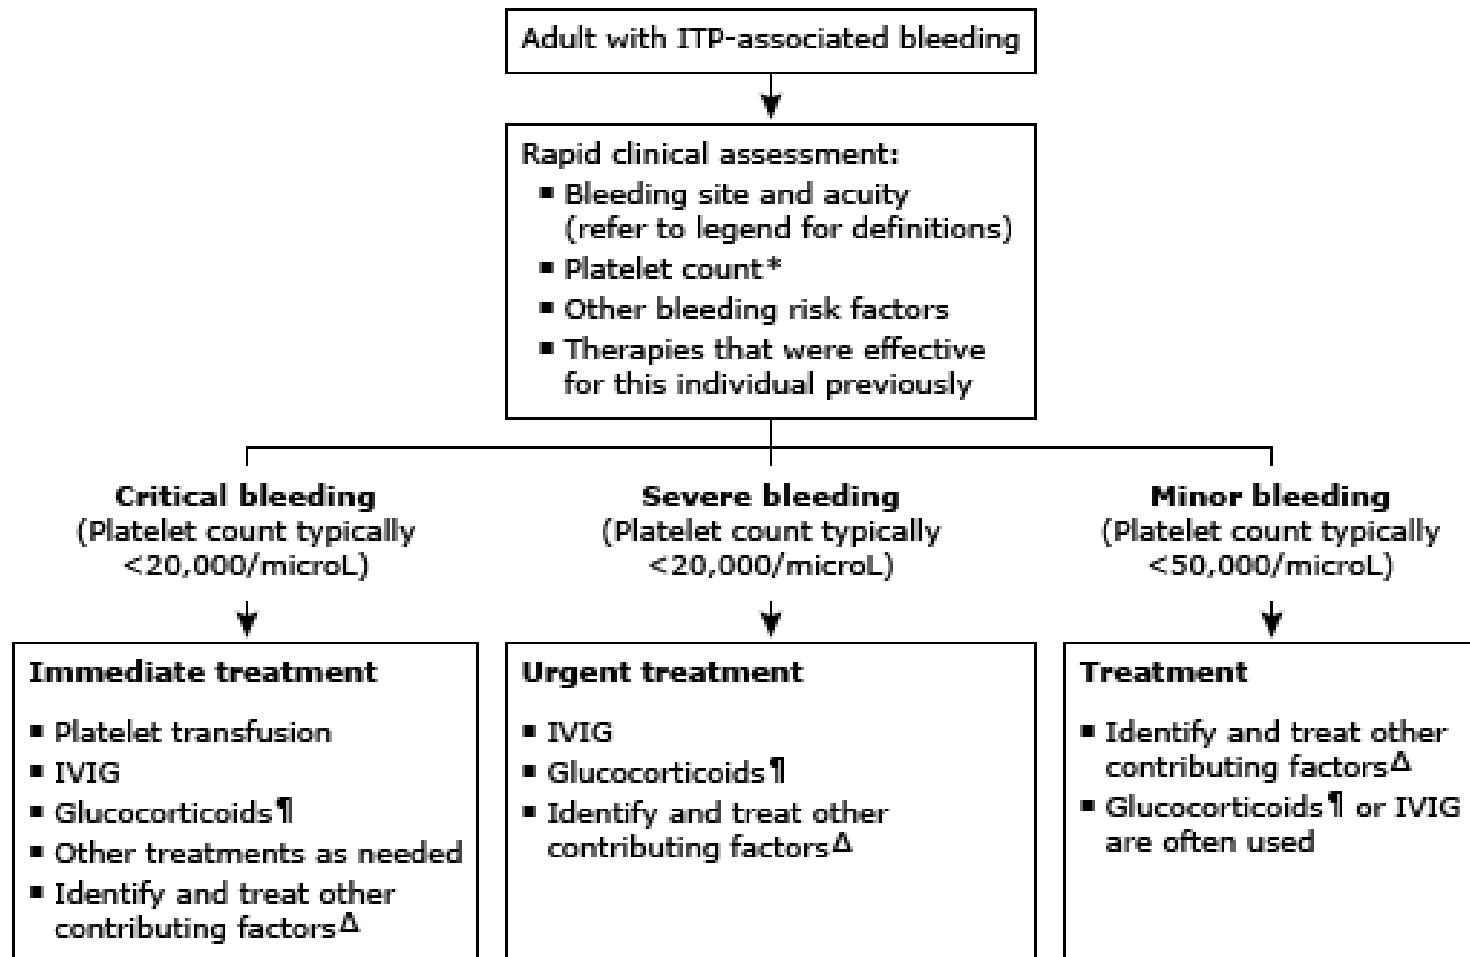 Adult with ITP-associated bleeding
Rapid clinical assessment:
▪ Bleeding site and acuity
(refer to legend for definitions)
▪ Platelet count*
▪ Other bleeding risk factors
▪ Therapies that were effective
for this individual previously
Critical bleeding
(Platelet count typically
<20,000/microL)
Severe bleeding
(Platelet count typically
<20,000/microL)
Minor bleeding
(Platelet count typically
<50,000/microL)
Immediate treatment
▪ Platelet transfusion
▪ IVIG
▪ Glucocorticoids¶
▪ Other treatments as needed
▪ Identify and treat other
contributing factorsΔ
Urgent treatment
▪ IVIG
▪ Glucocorticoids¶
▪ Identify and treat other
contributing factorsΔ
Treatment
▪ Identify and treat other
contributing factorsΔ
▪ Glucocorticoids¶ or IVIG
are often used